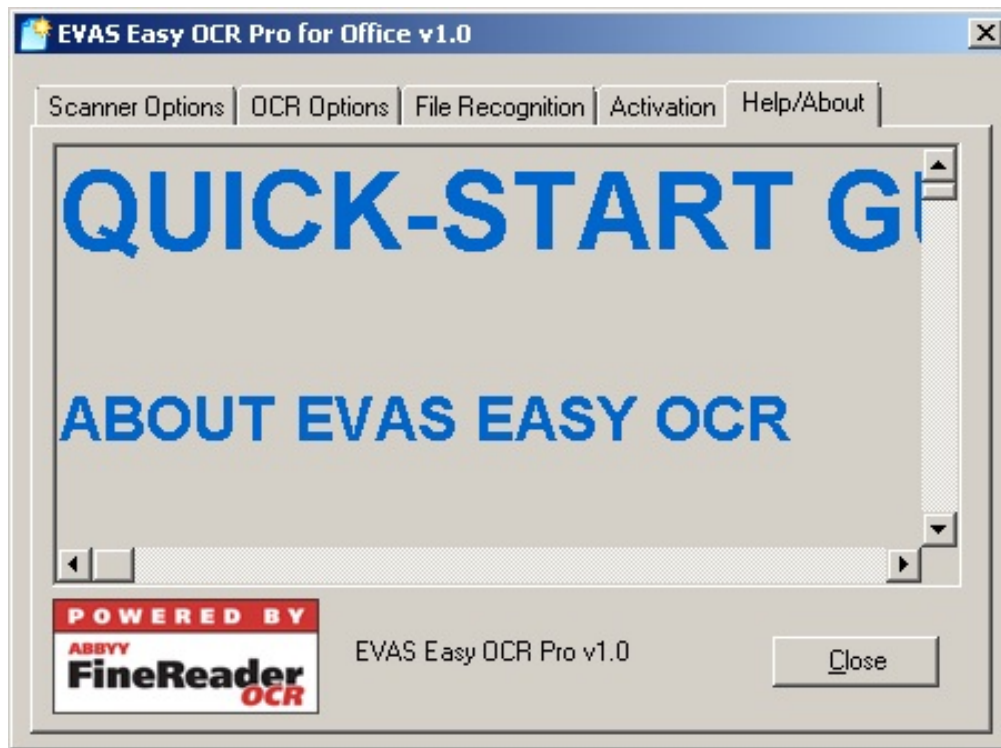 EVAS Easy OCR Pro for Office v1.0
Scanner Options OCR Options File Recognition Activation Help/About
QUICK-START GU
ABOUT EVAS EASY OCR
POWERED BY
ABBYY
FineReader
OCR
EVAS Easy OCR Pro v1.0
Close